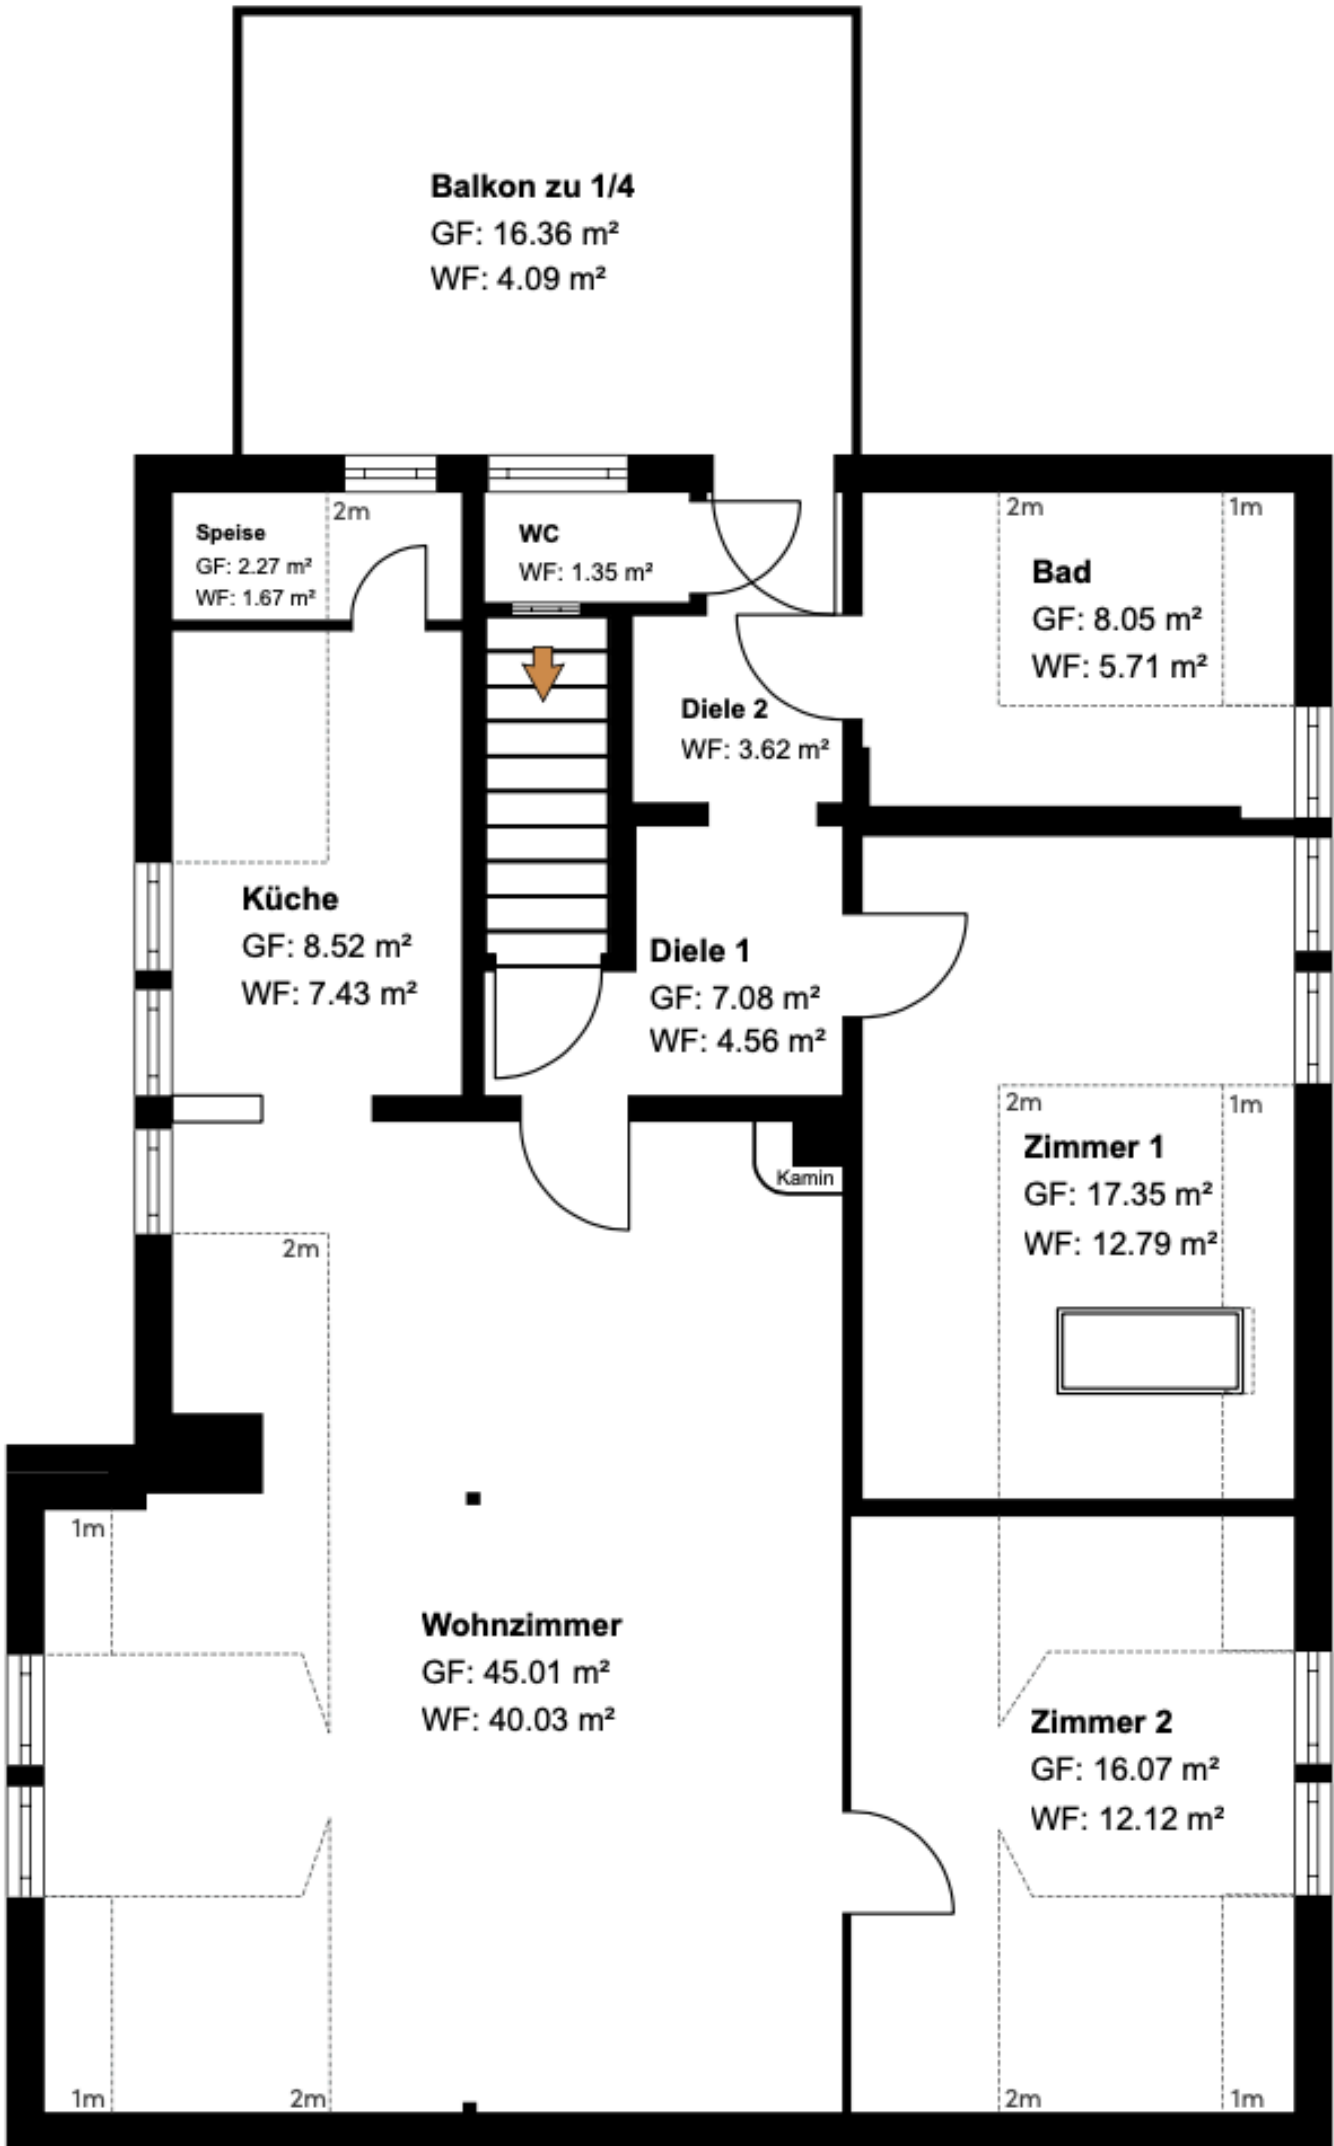 Balkon zu 1/4
GF: 16.36 m²
WF: 4.09 m²
2m
Speise
GF: 2.27 m²
WF: 1.67 m²
WC
WF: 1.35 m²
2m
1m
Bad
GF: 8.05 m²
WF: 5.71 m²
Diele 2
WF: 3.62 m²
Küche
GF: 8.52 m²
WF: 7.43 m²
Diele 1
GF: 7.08 m²
WF: 4.56 m²
2m
1m
Zimmer 1
GF: 17.35 m²
WF: 12.79 m²
Kamin
2m
1m
Wohnzimmer
GF: 45.01 m²
WF: 40.03 m²
Zimmer 2
GF: 16.07 m²
WF: 12.12 m²
1m
2m
2m
1m